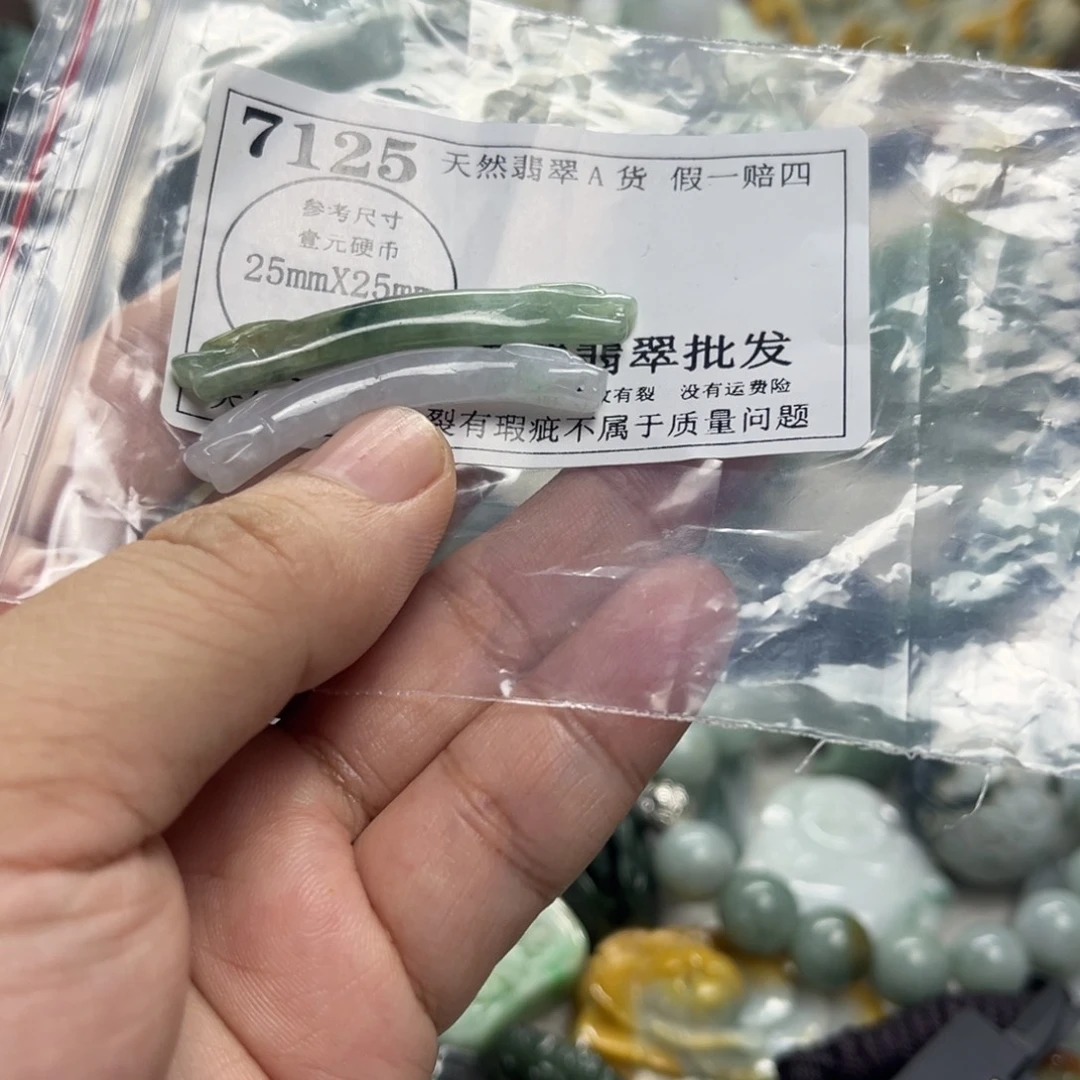 7125 天然翡翠A货 假一赔四
参考尺寸
壹元硬币
25mmX25mm
翡翠批发
有裂 没有运费险
裂有瑕疵不属于质量问题